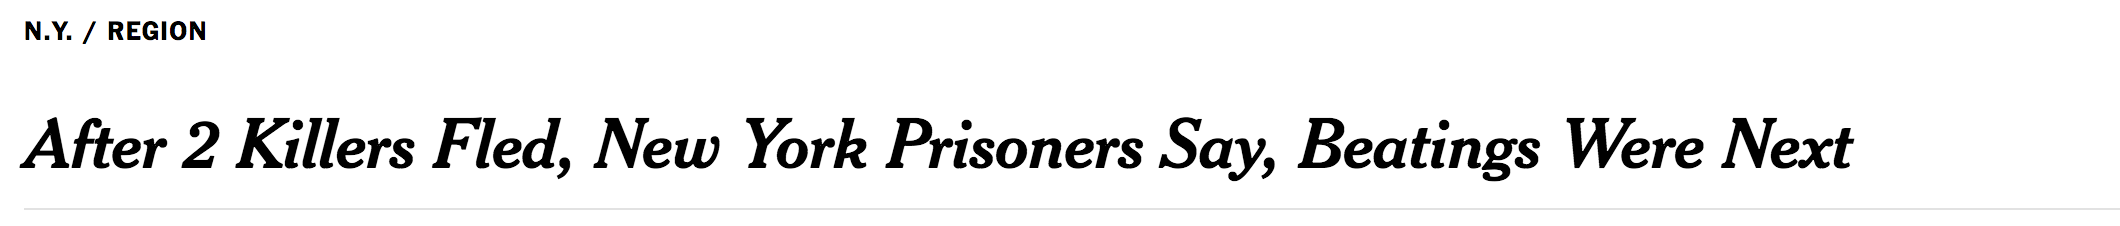 N.Y. / REGION
After 2 Killers Fled, New York Prisoners Say, Beatings Were Next